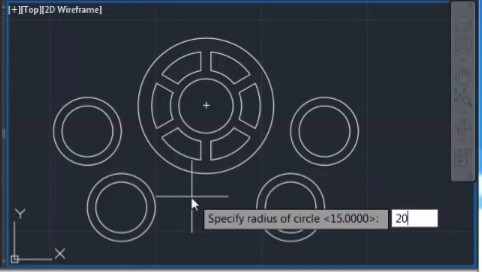 [+][Top][2D Wireframe]
Specify radius of circle <15.0000>: 20
Y
X